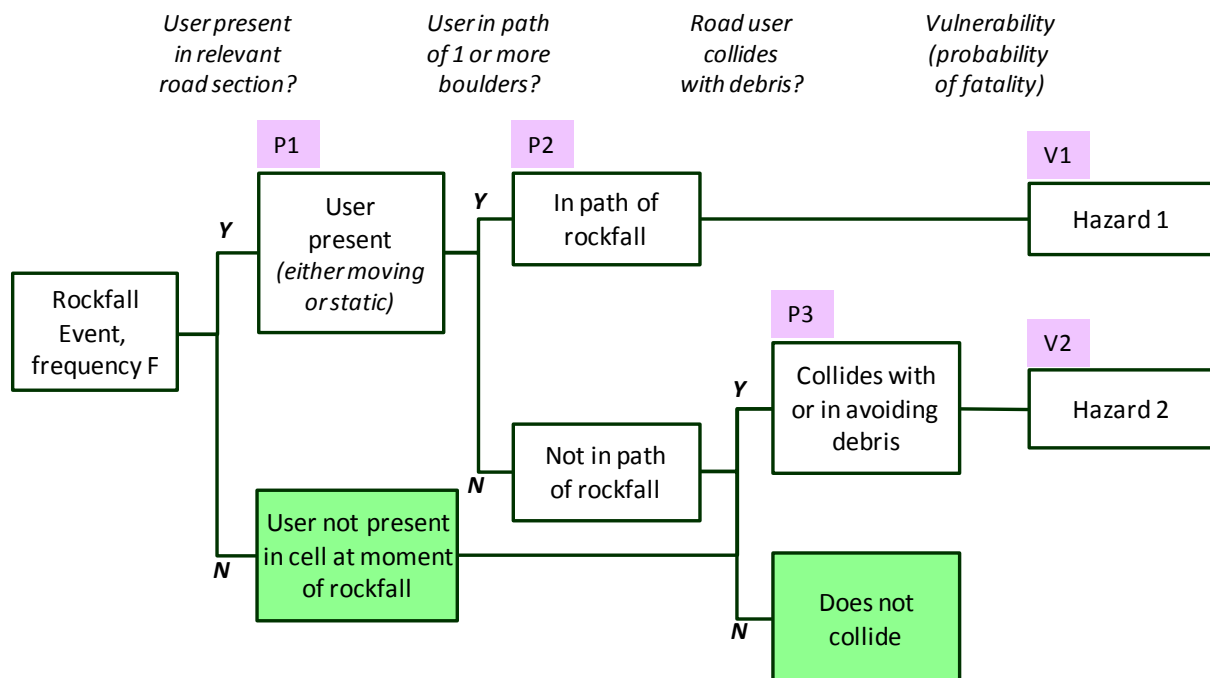 User present
in relevant
road section?
User in path
of 1 or more
boulders?
Road user
collides
with debris?
Vulnerability
(probability
of fatality)
P1
P2
V1
User
present
(either moving
or static)
Y
Y
In path of
rockfall
Hazard 1
Rockfall
Event,
frequency F
P3
V2
Y
Collides with
or in avoiding
debris
Hazard 2
Not in path
of rockfall
N
User not present
in cell at moment
of rockfall
N
Does not
collide
N